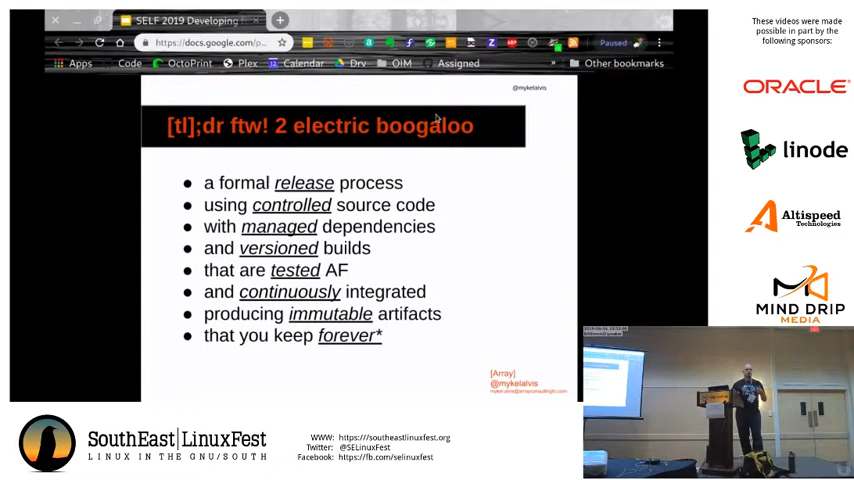 SELF 2019 Developing
https://docs.google.com/p...
Paused
Apps Code OctoPrint Plex Calendar Drv OIM Assigned » Other bookmarks
@mykelalvis
[tl];dr ftw! 2 electric boogaloo
● a formal release process
● using controlled source code
● with managed dependencies
● and versioned builds
● that are tested AF
● and continuously integrated
● producing immutable artifacts
● that you keep forever*
[Array]
@mykelalvis
These videos were made
possible in part by the
following sponsors:
ORACLE®
linode
Altispeed
Technologies
MIND DRIP
MEDIA
SouthEast|LinuxFest
LINUX IN THE GNU/SOUTH
WWW: https:///southeastlinuxfest.org
Twitter: @SELinuxFest
Facebook: https://fb.com/selinuxfest